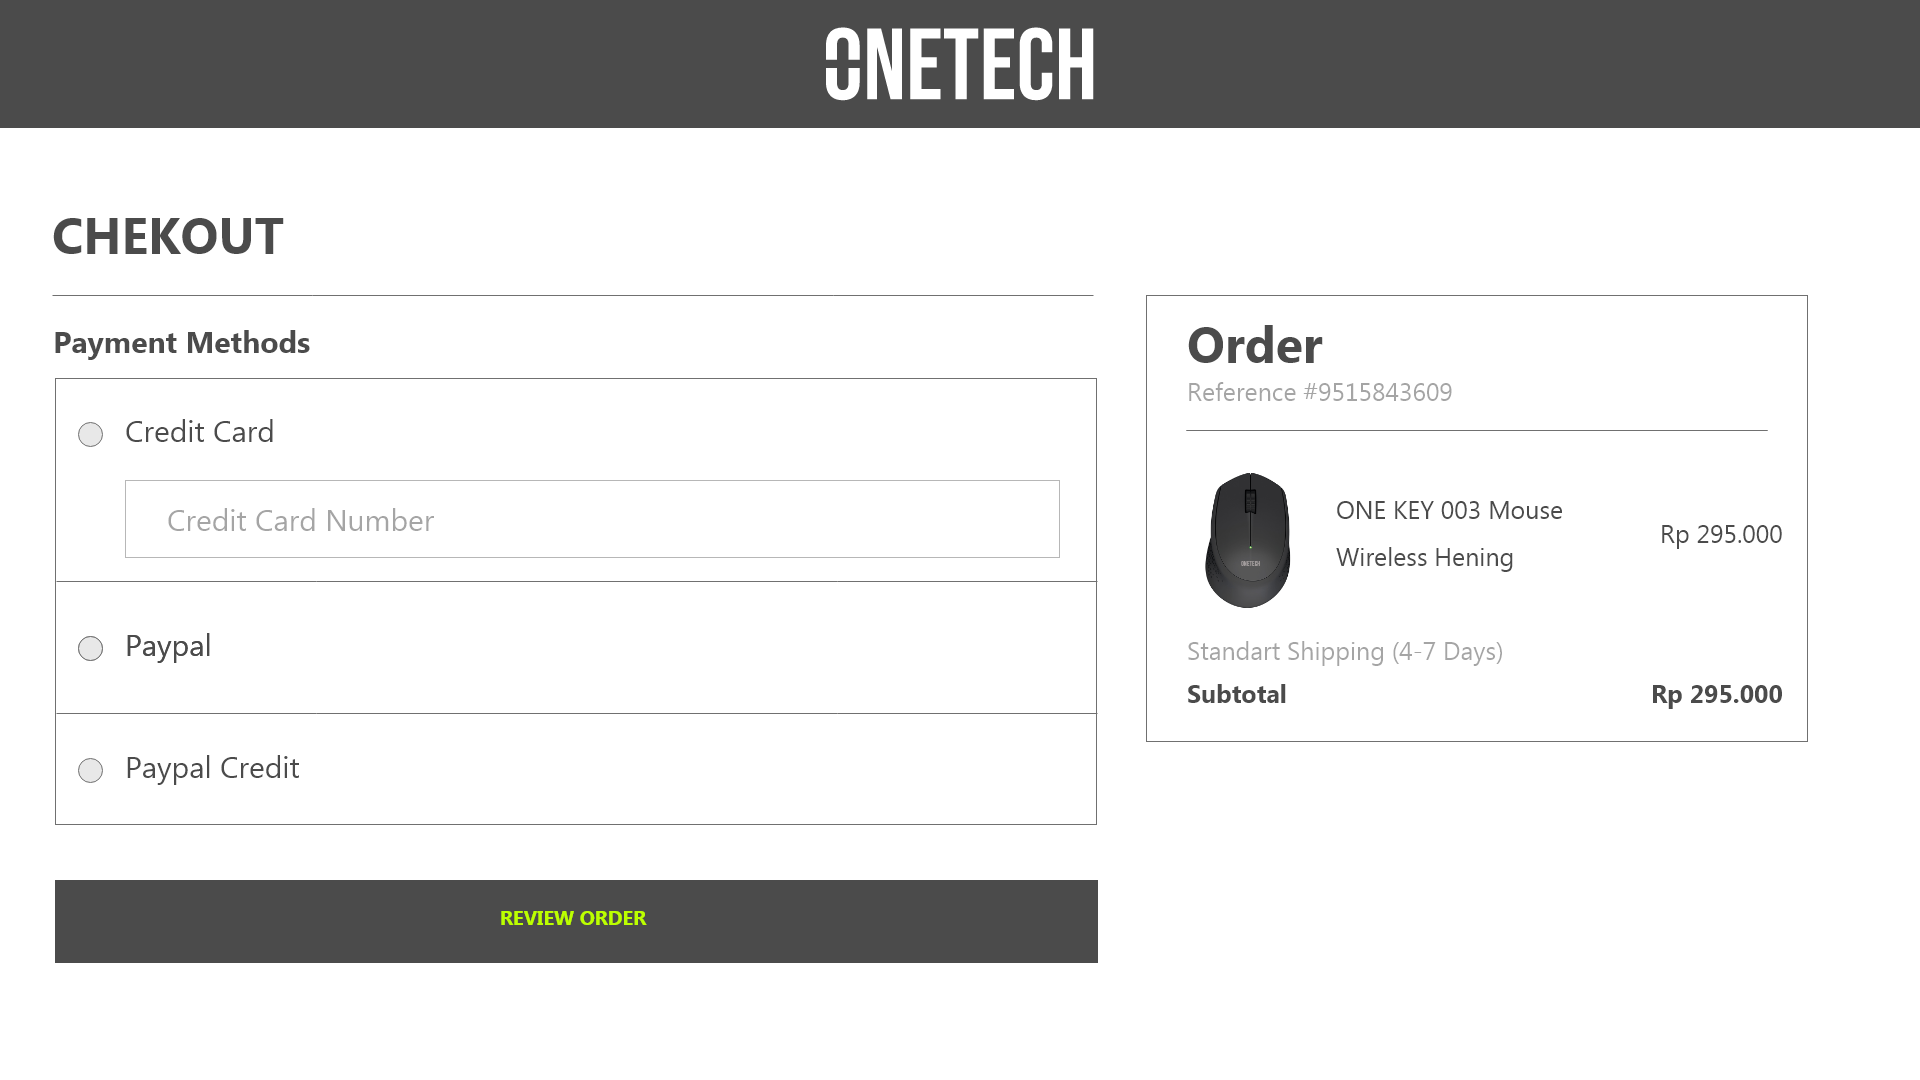 ONETECH
CHEKOUT
Payment Methods
Credit Card
Credit Card Number
Paypal
Paypal Credit
REVIEW ORDER
Order
Reference #9515843609
ONETECH
ONE KEY 003 Mouse
Wireless Hening
Rp 295.000
Standart Shipping (4-7 Days)
Subtotal
Rp 295.000